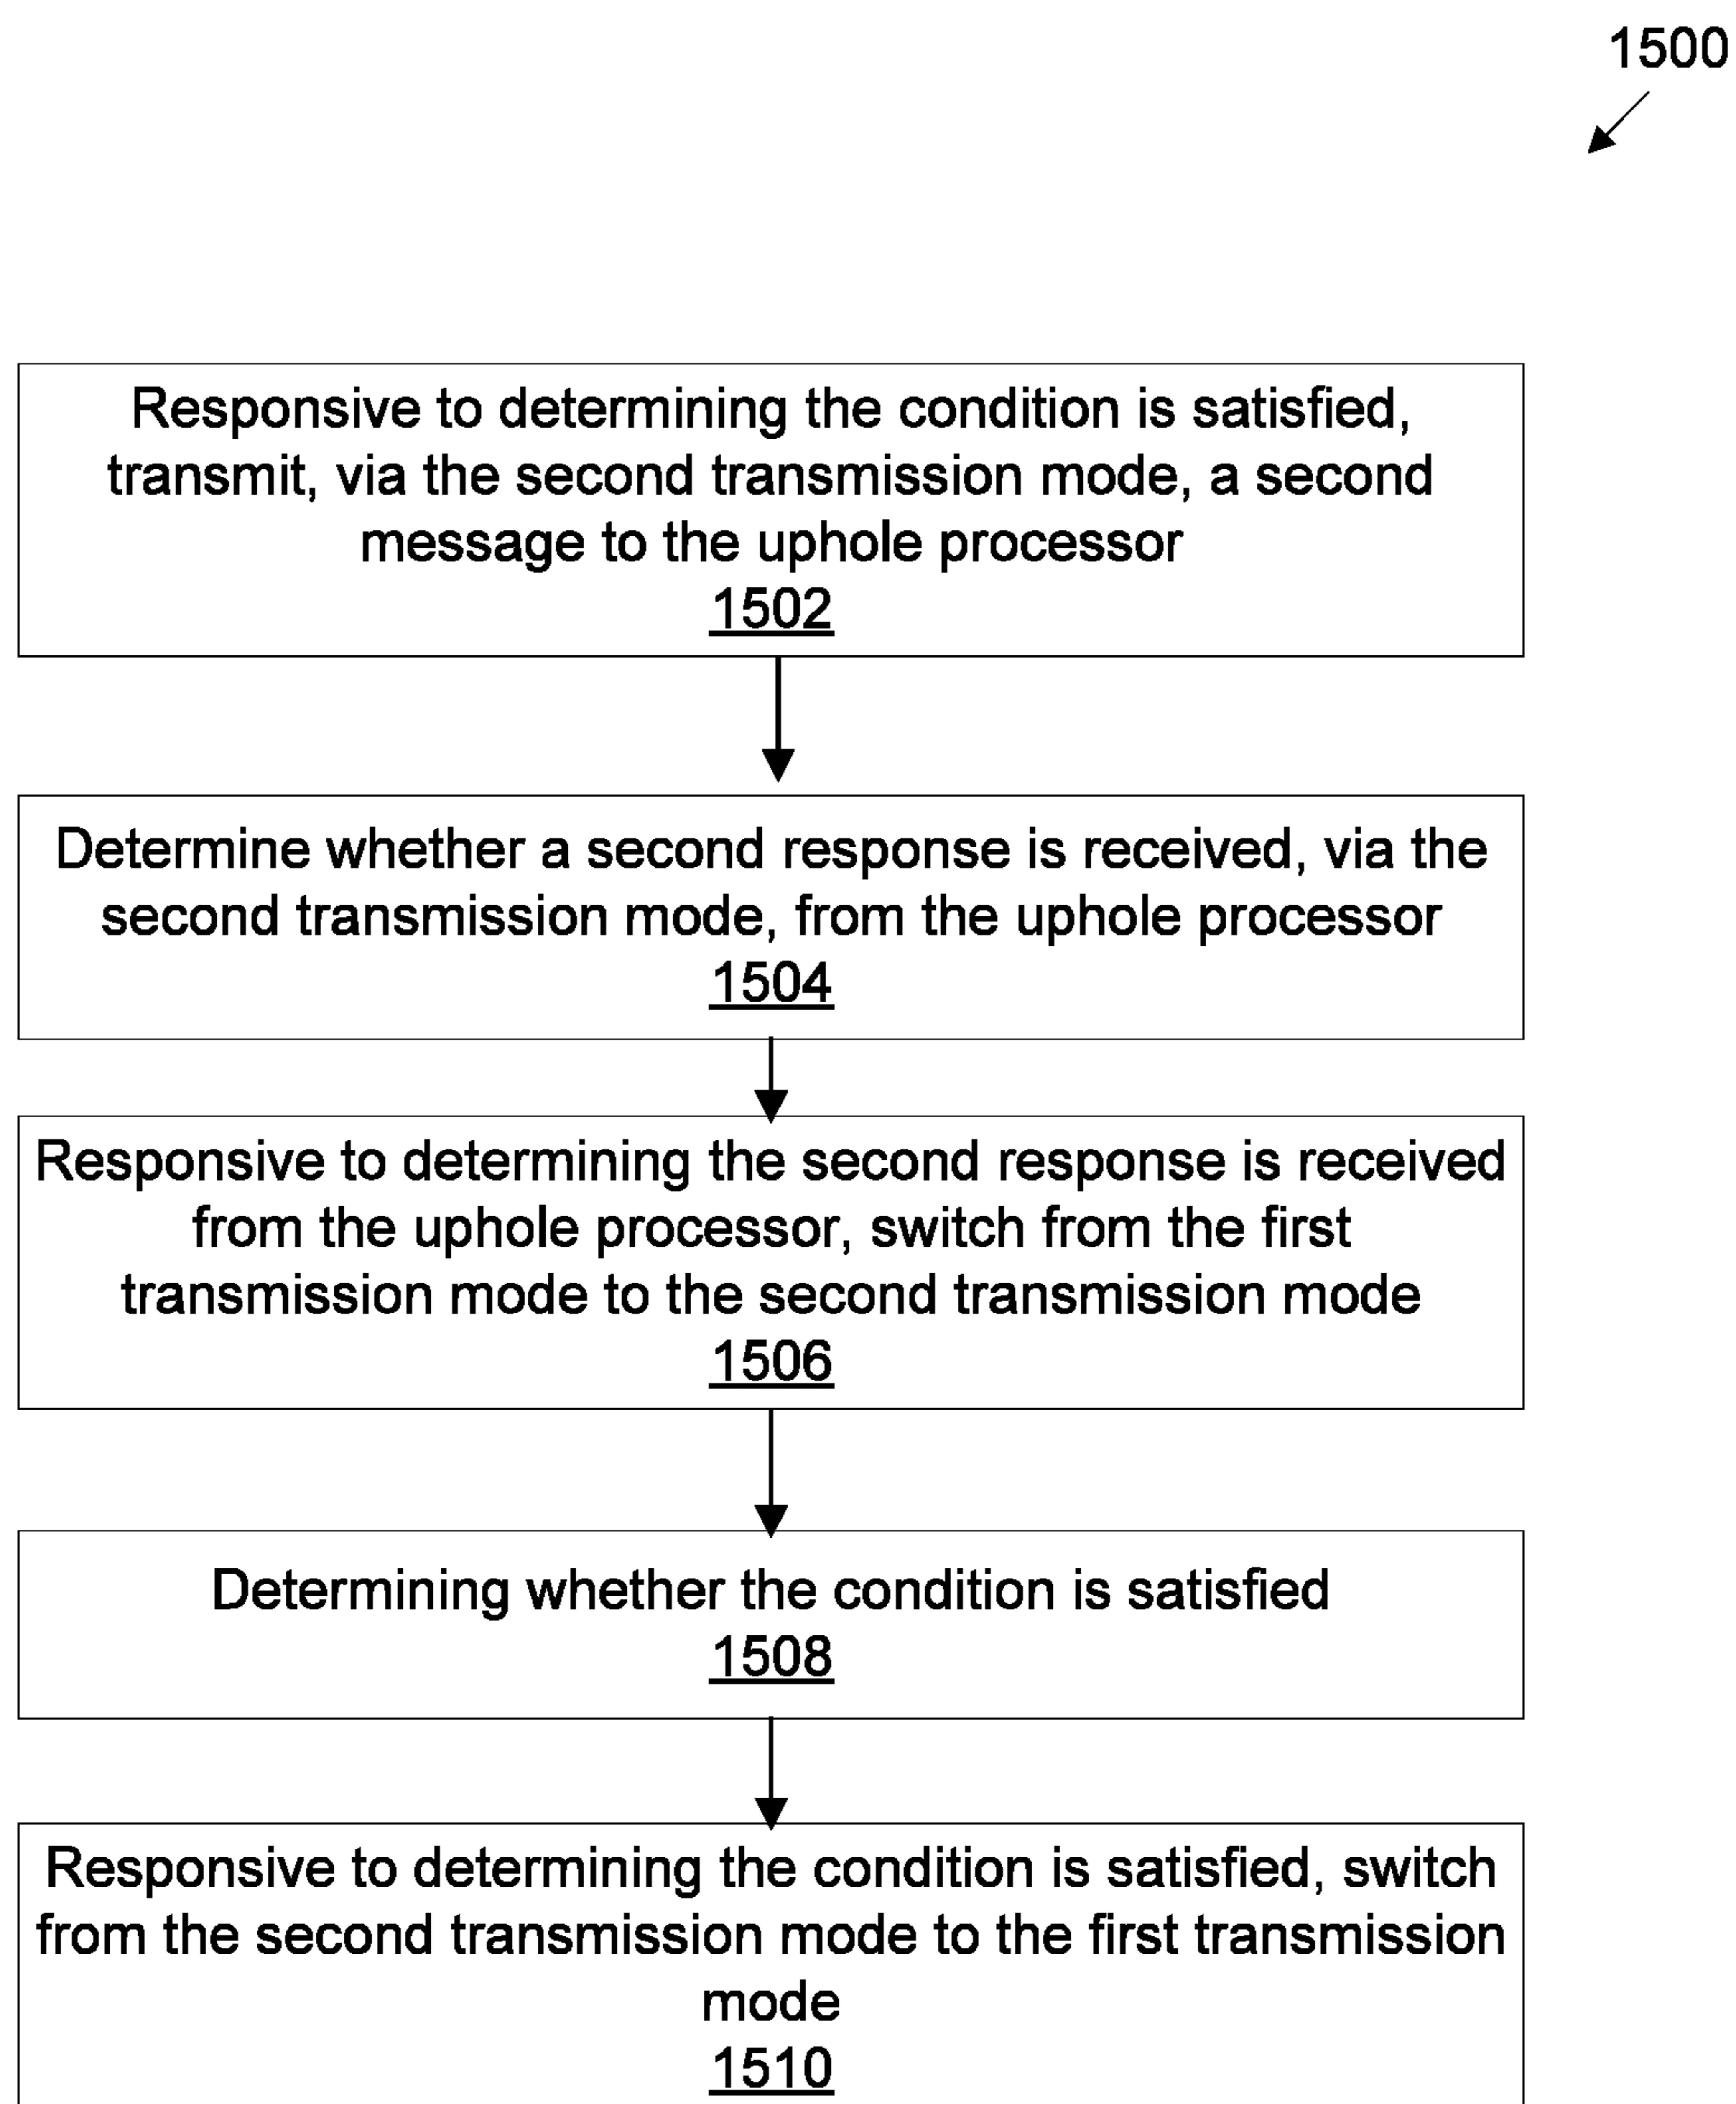 1500
Responsive to determining the condition is satisfied,
transmit, via the second transmission mode, a second
message to the uphole processor
1502
Determine whether a second response is received, via the
second transmission mode, from the uphole processor
1504
Responsive to determining the second response is received
from the uphole processor, switch from the first
transmission mode to the second transmission mode
1506
Determining whether the condition is satisfied
1508
Responsive to determining the condition is satisfied, switch
from the second transmission mode to the first transmission
mode
1510